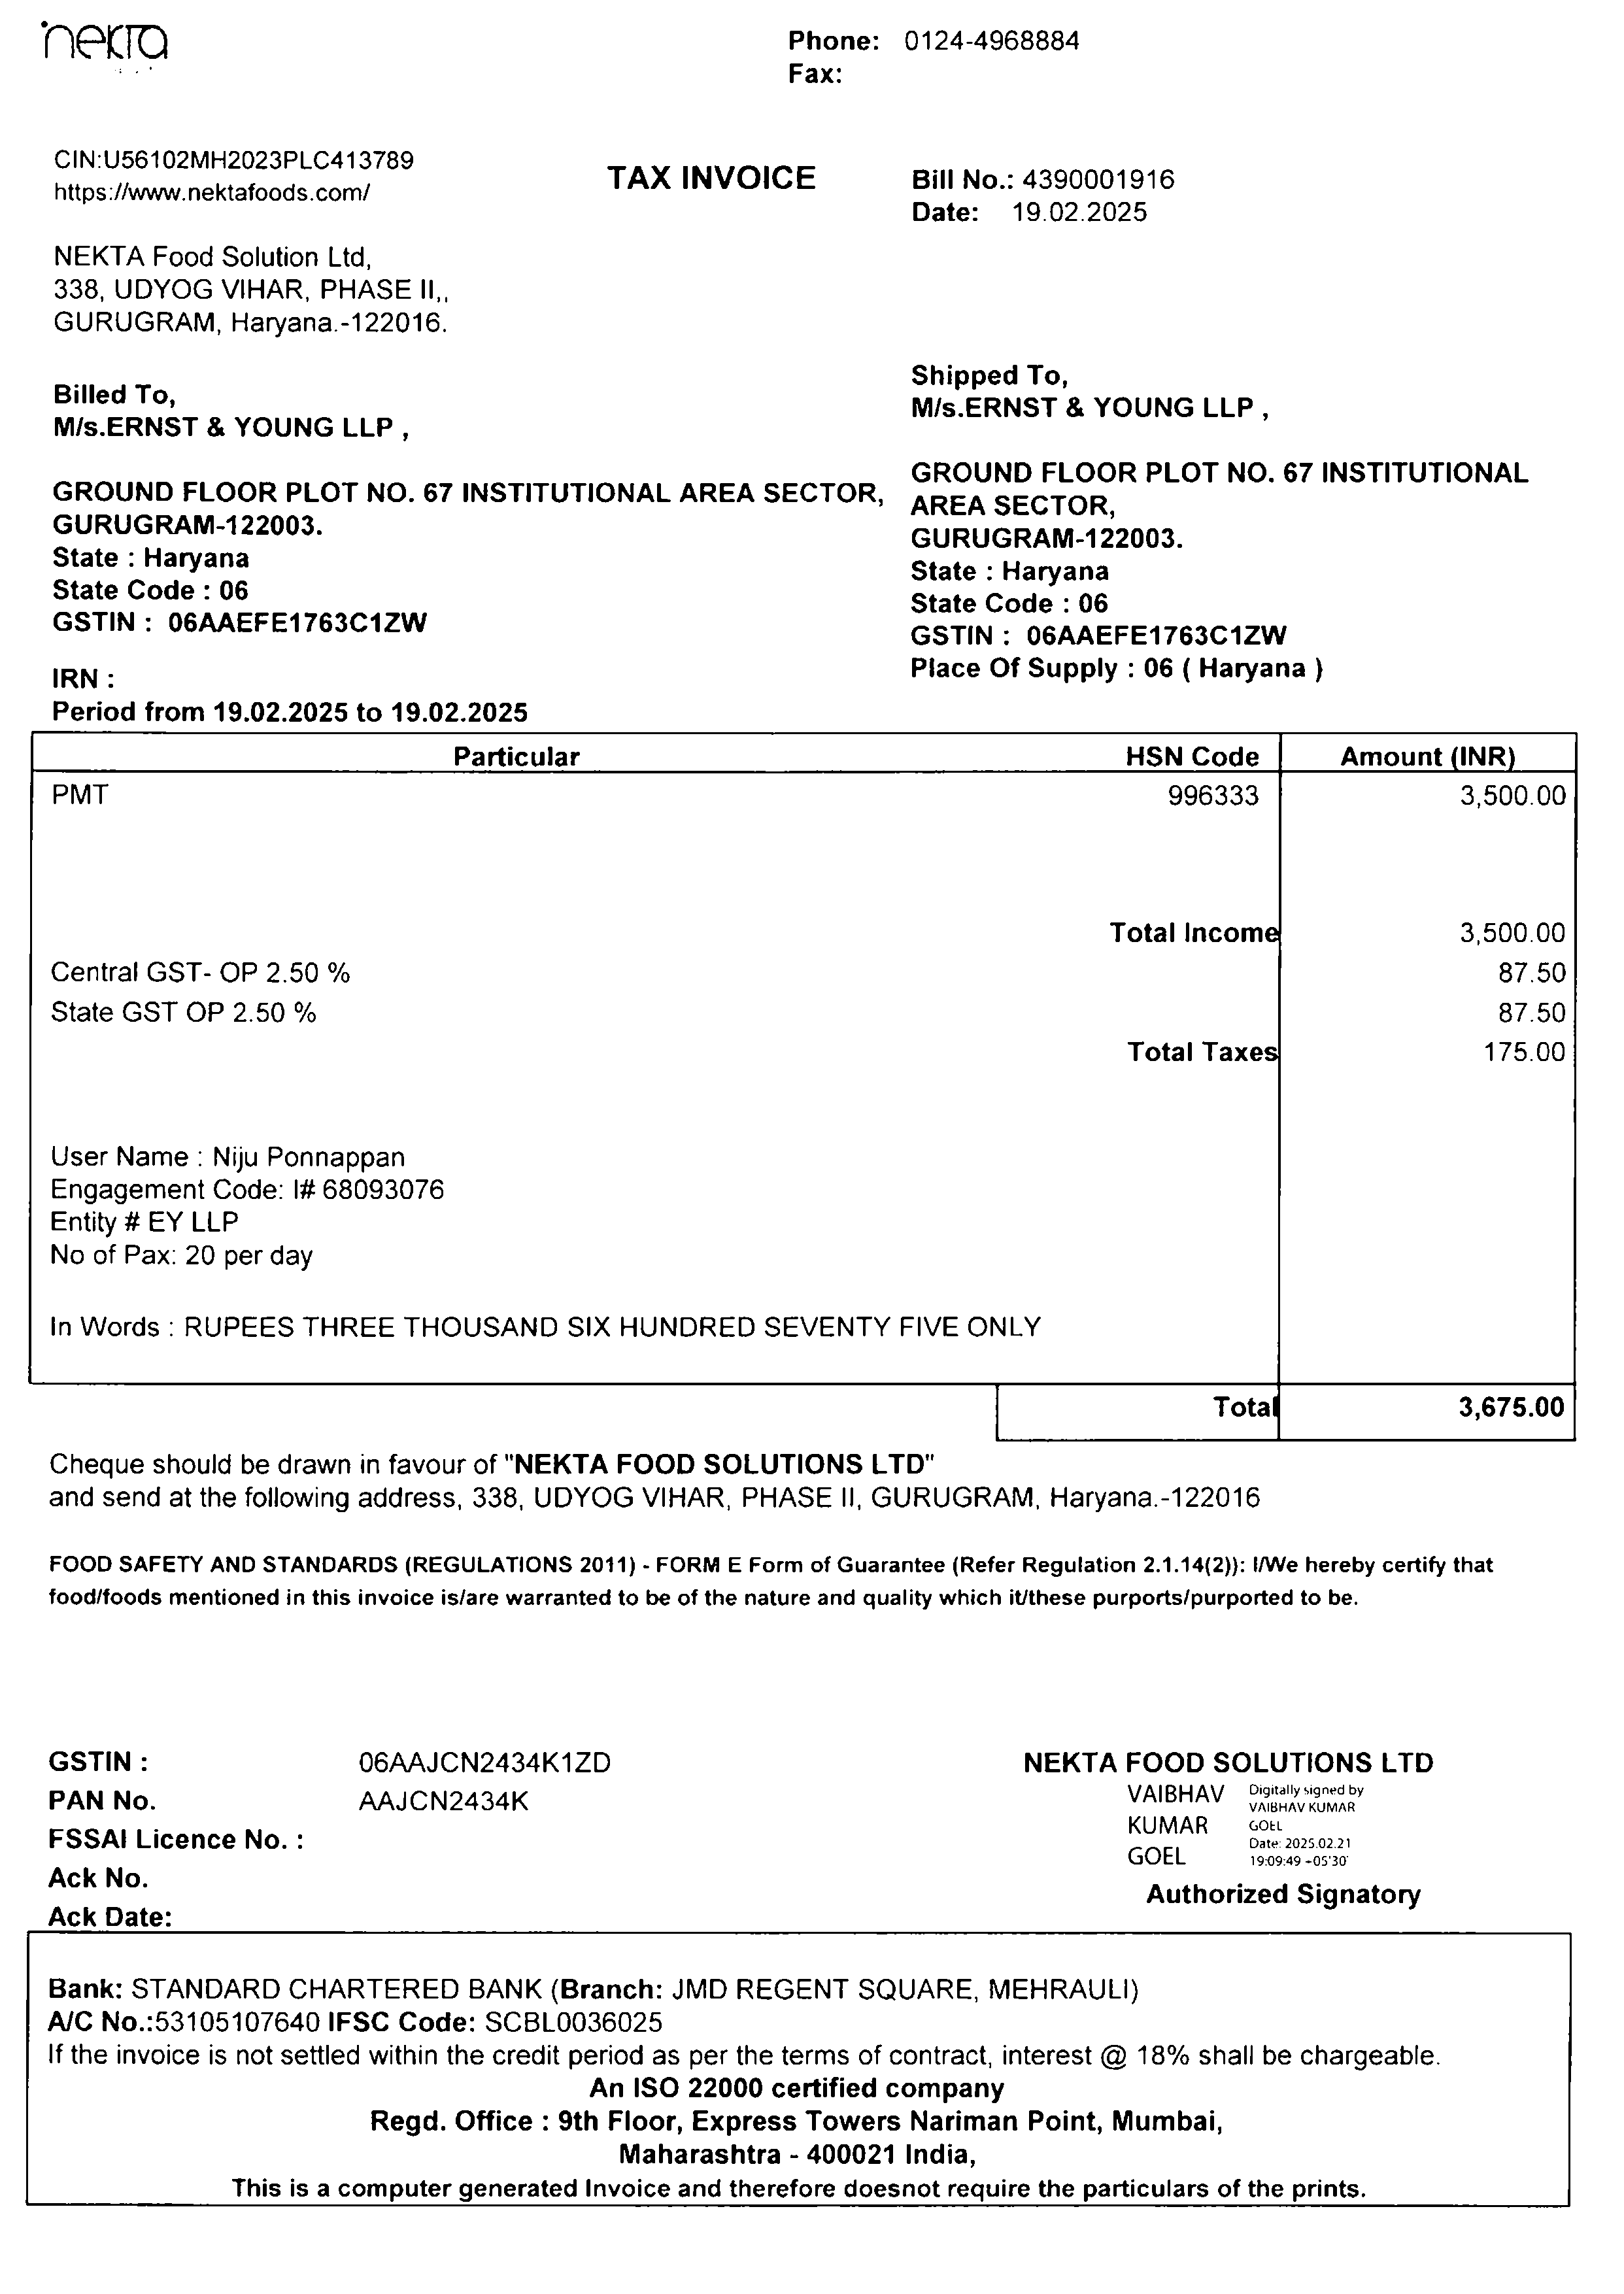 nekta
Phone: 0124-4968884
Fax:
CIN:U56102MH2023PLC413789
https://www.nektafoods.com/
TAX INVOICE
Bill No.: 4390001916
Date: 19.02.2025
NEKTA Food Solution Ltd,
338, UDYOG VIHAR, PHASE II,,
GURUGRAM, Haryana.-122016.
Billed To,
M/s.ERNST & YOUNG LLP ,
GROUND FLOOR PLOT NO. 67 INSTITUTIONAL AREA SECTOR,
GURUGRAM-122003.
State : Haryana
State Code : 06
GSTIN : 06AAEFE1763C1ZW
Shipped To,
M/s.ERNST & YOUNG LLP ,
GROUND FLOOR PLOT NO. 67 INSTITUTIONAL
AREA SECTOR,
GURUGRAM-122003.
State : Haryana
State Code : 06
GSTIN : 06AAEFE1763C1ZW
Place Of Supply : 06 ( Haryana )
IRN :
Period from 19.02.2025 to 19.02.2025
Particular HSN Code Amount (INR)
PMT 996333 3,500.00
Total Income 3,500.00
Central GST- OP 2.50 % 87.50
State GST OP 2.50 % 87.50
Total Taxes 175.00
User Name : Niju Ponnappan
Engagement Code: I# 68093076
Entity # EY LLP
No of Pax: 20 per day
In Words : RUPEES THREE THOUSAND SIX HUNDRED SEVENTY FIVE ONLY
Total 3,675.00
Cheque should be drawn in favour of "NEKTA FOOD SOLUTIONS LTD"
and send at the following address, 338, UDYOG VIHAR, PHASE II, GURUGRAM, Haryana.-122016
FOOD SAFETY AND STANDARDS (REGULATIONS 2011) - FORM E Form of Guarantee (Refer Regulation 2.1.14(2)): I/We hereby certify that
food/foods mentioned in this invoice is/are warranted to be of the nature and quality which it/these purports/purported to be.
GSTIN : 06AAJCN2434K1ZD
PAN No. AAJCN2434K
FSSAI Licence No. :
Ack No.
Ack Date:
NEKTA FOOD SOLUTIONS LTD
VAIBHAV
KUMAR
GOEL
Digitally signed by
VAIBHAV KUMAR
GOEL
Date: 2025.02.21
19:09:49 +05'30'
Authorized Signatory
Bank: STANDARD CHARTERED BANK (Branch: JMD REGENT SQUARE, MEHRAULI)
A/C No.:53105107640 IFSC Code: SCBL0036025
If the invoice is not settled within the credit period as per the terms of contract, interest @ 18% shall be chargeable.
An ISO 22000 certified company
Regd. Office : 9th Floor, Express Towers Nariman Point, Mumbai,
Maharashtra - 400021 India,
This is a computer generated Invoice and therefore doesnot require the particulars of the prints.